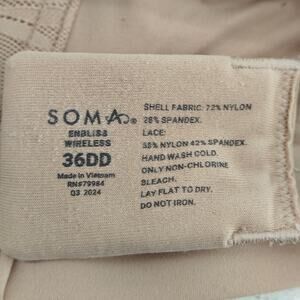 SOMA®
ENBLISS
WIRELESS
36DD
Made in Vietnam
RN#79984
Q3 2024
SHELL FABRIC: 72% NYLON
28% SPANDEX.
LACE:
58% NYLON 42% SPANDEX.
HAND WASH COLD.
ONLY NON-CHLORINE
BLEACH.
LAY FLAT TO DRY.
DO NOT IRON.